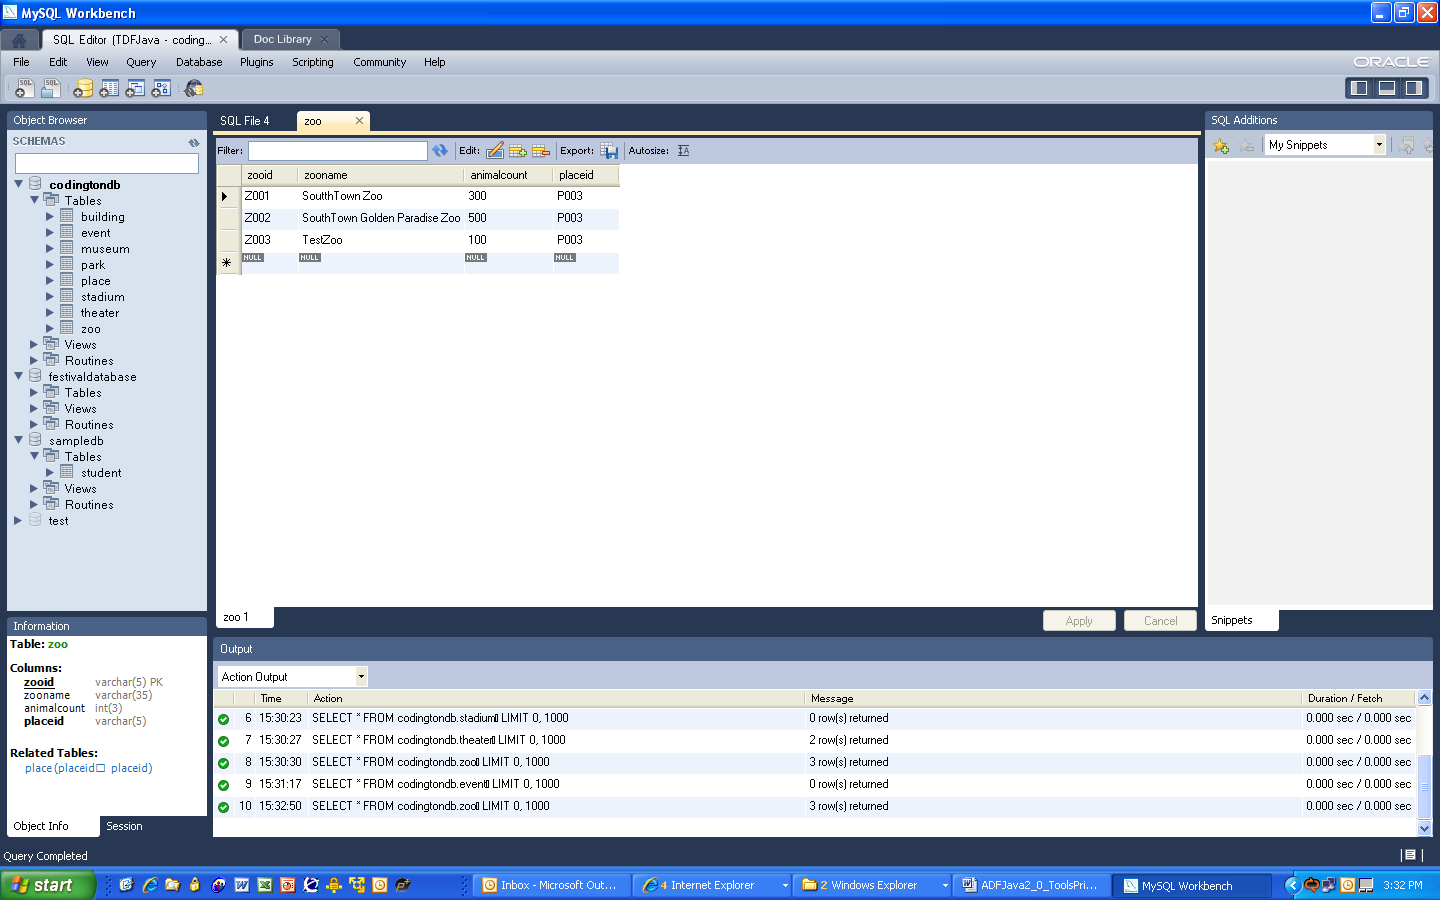 MySQL Workbench
SQL Editor (TDFJava - coding...
Doc Library
File Edit View Query Database Plugins Scripting Community Help
ORACLE
Object Browser
SCHEMAS
codingtondb
Tables
building
event
museum
park
place
stadium
theater
zoo
Views
Routines
festivaldatabase
Tables
Views
Routines
sampledb
Tables
student
Views
Routines
test
Information
Table: zoo
Columns:
zooid varchar(5) PK
zooname varchar(35)
animalcount int(3)
placeid varchar(5)
Related Tables:
place (placeid placeid)
Object Info Session
SQL File 4 zoo
Filter: Edit: Export: Autosize:
zooid zooname animalcount placeid
Z001 SoutthTown Zoo 300 P003
Z002 SouthTown Golden Paradise Zoo 500 P003
Z003 TestZoo 100 P003
NULL NULL NULL NULL
zoo 1
Apply Cancel
SQL Additions
My Snippets
Snippets
Output
Action Output
Time Action Message Duration / Fetch
6 15:30:23 SELECT * FROM codingtondb.stadium LIMIT 0, 1000 0 row(s) returned 0.000 sec / 0.000 sec
7 15:30:27 SELECT * FROM codingtondb.theater LIMIT 0, 1000 2 row(s) returned 0.000 sec / 0.000 sec
8 15:30:30 SELECT * FROM codingtondb.zoo LIMIT 0, 1000 3 row(s) returned 0.000 sec / 0.000 sec
9 15:31:17 SELECT * FROM codingtondb.event LIMIT 0, 1000 0 row(s) returned 0.000 sec / 0.000 sec
10 15:32:50 SELECT * FROM codingtondb.zoo LIMIT 0, 1000 3 row(s) returned 0.000 sec / 0.000 sec
Query Completed
start
Inbox - Microsoft Out...
4 Internet Explorer
2 Windows Explorer
ADFJava2_0_ToolsPri...
MySQL Workbench
3:32 PM